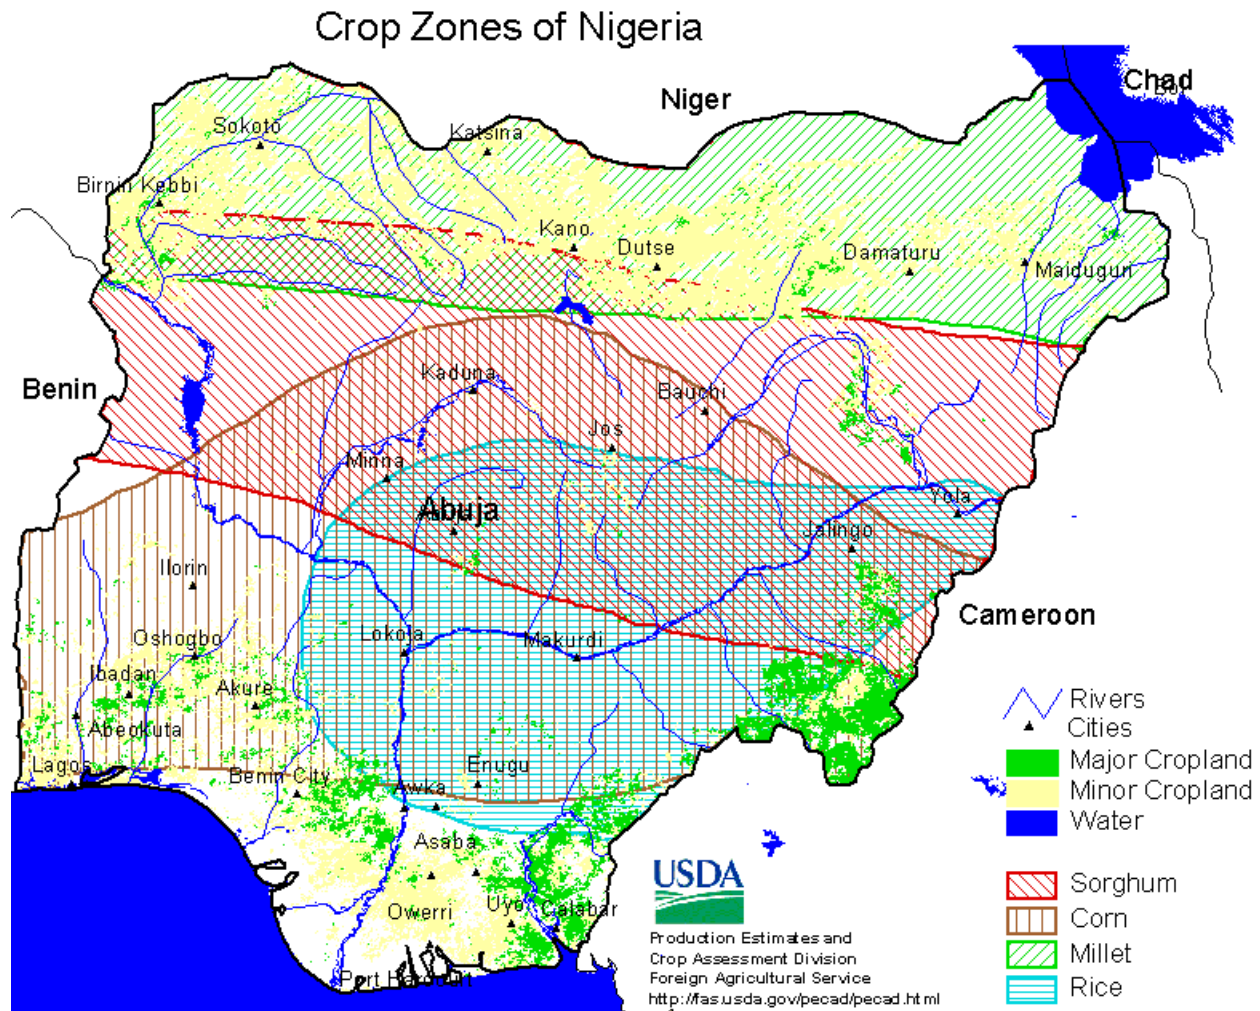 Crop Zones of Nigeria
Niger
Chad
Sokoto
Katsina
Birnin Kebbi
Kano
Dutse
Damaturu
Maiduguri
Benin
Kaduna
Bauchi
Jos
Minna
Abuja
Yola
Jalingo
Ilorin
Cameroon
Oshogbo
Lokoja
Makurdi
Ibadan
Akure
Abeokuta
Lagos
Benin City
Enugu
Awka
Asaba
Owerri
Uyo
Calabar
Port Harcourt
Rivers
Cities
Major Cropland
Minor Cropland
Water
Sorghum
Corn
Millet
Rice
USDA
Production Estimates and
Crop Assessment Division
Foreign Agricultural Service
http://fas.usda.gov/pecad/pecad.html